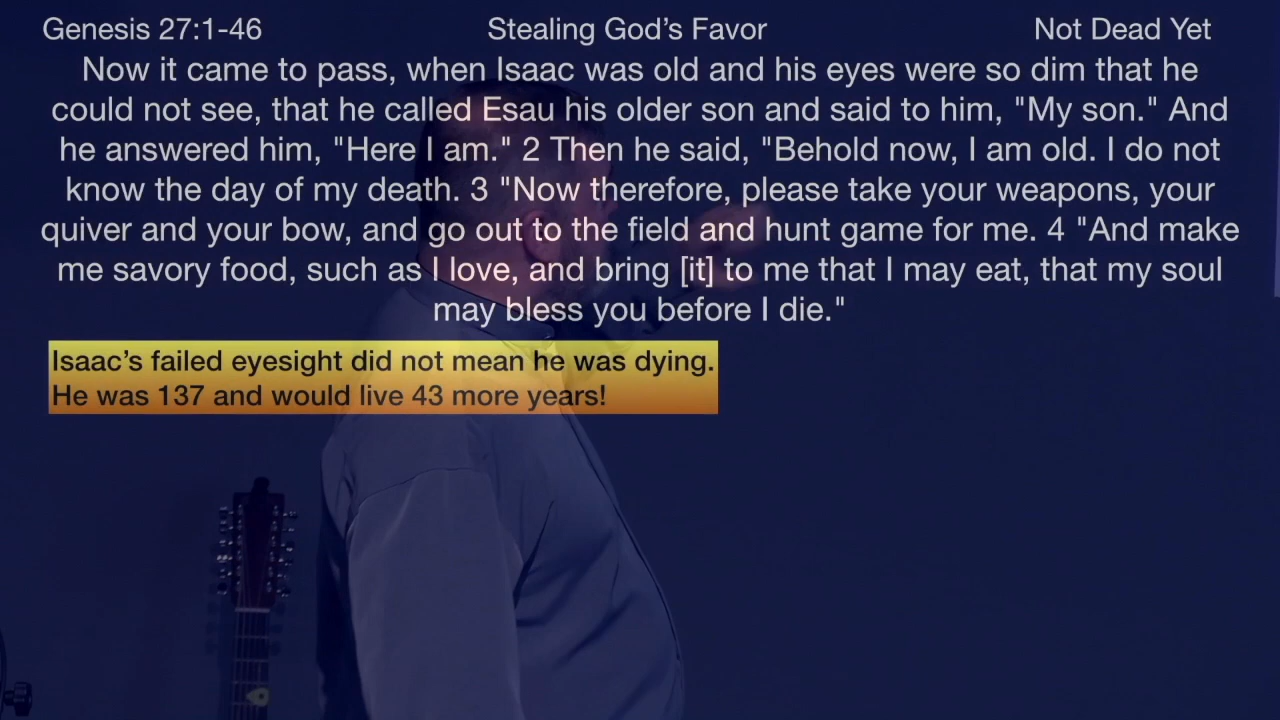 Genesis 27:1-46 Stealing God’s Favor Not Dead Yet
Now it came to pass, when Isaac was old and his eyes were so dim that he
could not see, that he called Esau his older son and said to him, "My son." And
he answered him, "Here I am." 2 Then he said, "Behold now, I am old. I do not
know the day of my death. 3 "Now therefore, please take your weapons, your
quiver and your bow, and go out to the field and hunt game for me. 4 "And make
me savory food, such as I love, and bring [it] to me that I may eat, that my soul
may bless you before I die."
Isaac’s failed eyesight did not mean he was dying.
He was 137 and would live 43 more years!